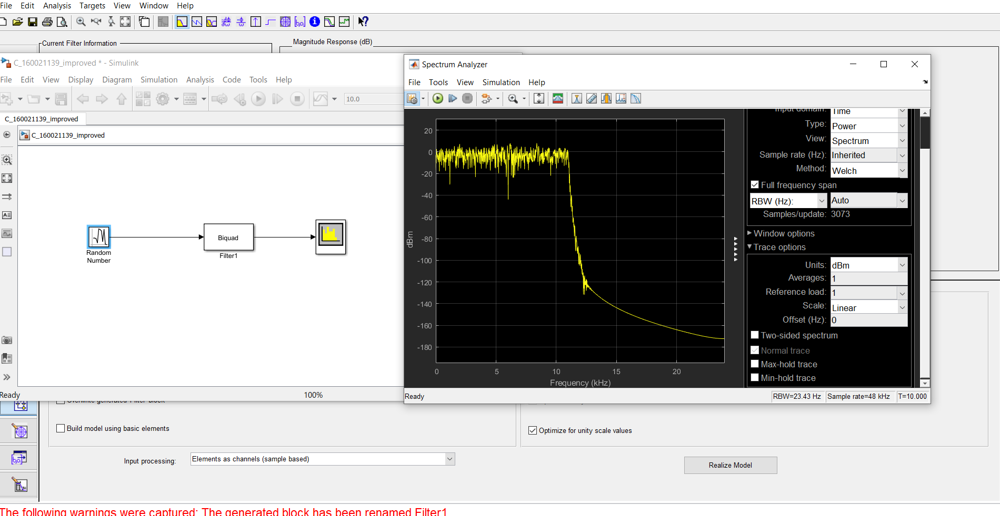 File Edit Analysis Targets View Window Help
Current Filter Information
Magnitude Response (dB)
C_160021139_improved * - Simulink
File Edit View Display Diagram Simulation Analysis Code Tools Help
10.0
C_160021139_improved
C_160021139_improved
Random
Number
Biquad
Filter1
Ready
100%
Spectrum Analyzer
File Tools View Simulation Help
20
0
-20
-40
-60
-80
-100
-120
-140
-160
-180
dBm
0 5 10 15 20
Frequency (kHz)
Input domain: Time
Type: Power
View: Spectrum
Sample rate (Hz): Inherited
Method: Welch
Full frequency span
RBW (Hz): Auto
Samples/update: 3073
Window options
Trace options
Units: dBm
Averages: 1
Reference load: 1
Scale: Linear
Offset (Hz): 0
Two-sided spectrum
Normal trace
Max-hold trace
Min-hold trace
Ready
RBW=23.43 Hz Sample rate=48 kHz T=10.000
Overwrite generated 'Filter' block
Build model using basic elements
Optimize for unity scale values
Input processing: Elements as channels (sample based)
Realize Model
The following warnings were captured: The generated block has been renamed Filter1